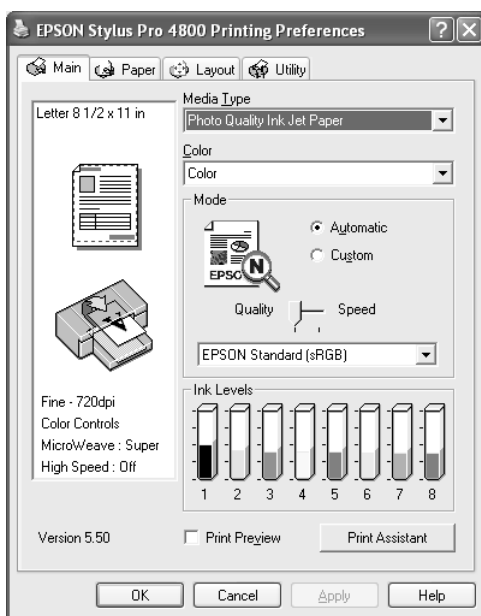 EPSON Stylus Pro 4800 Printing Preferences
Main Paper Layout Utility
Letter 8 1/2 x 11 in
Media Type
Photo Quality Ink Jet Paper
Color
Color
Mode
Automatic
Custom
EPSON
N
Quality Speed
EPSON Standard (sRGB)
Fine - 720dpi
Color Controls
MicroWeave : Super
High Speed : Off
Ink Levels
1 2 3 4 5 6 7 8
Version 5.50
Print Preview
Print Assistant
OK Cancel Apply Help